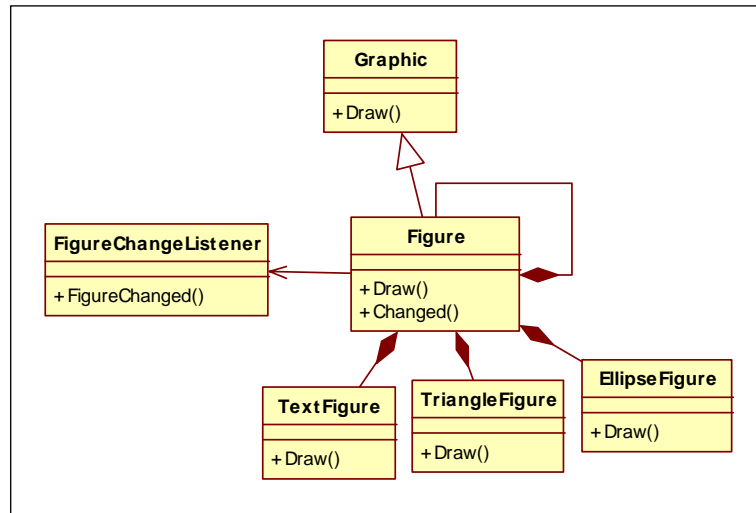 Graphic
+ Draw()
FigureChangeListener
+ FigureChanged()
Figure
+ Draw()
+ Changed()
TextFigure
+ Draw()
TriangleFigure
+ Draw()
EllipseFigure
+ Draw()